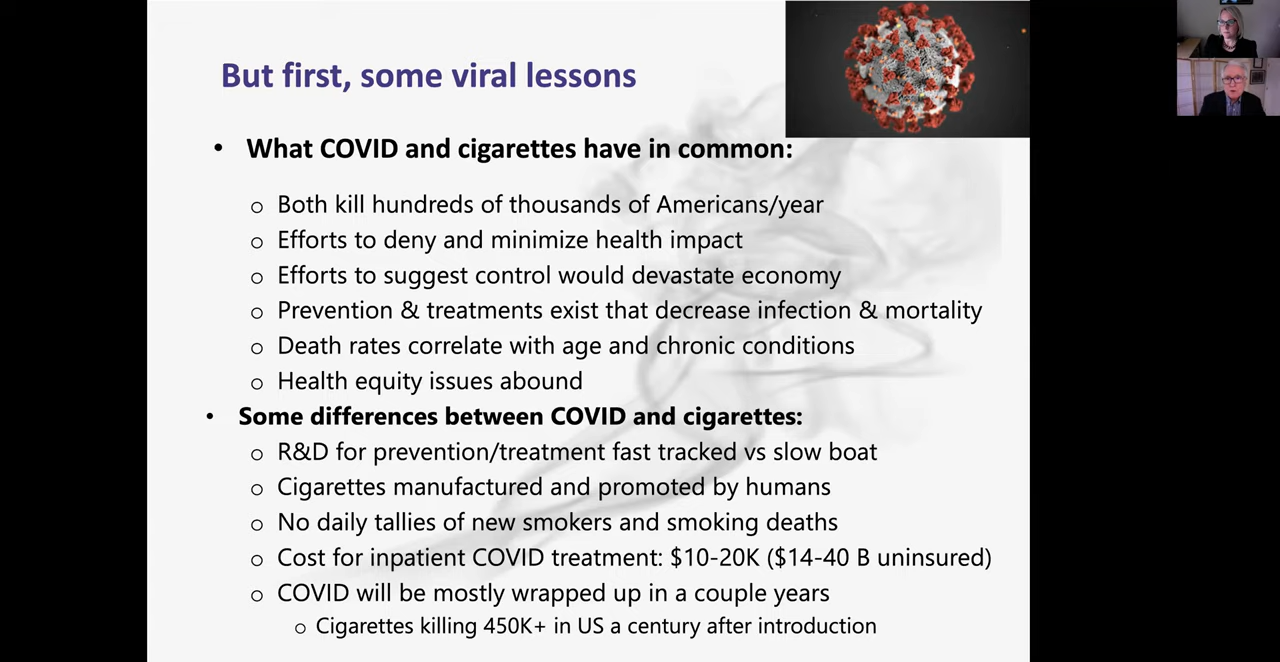 But first, some viral lessons
• What COVID and cigarettes have in common:
o Both kill hundreds of thousands of Americans/year
o Efforts to deny and minimize health impact
o Efforts to suggest control would devastate economy
o Prevention & treatments exist that decrease infection & mortality
o Death rates correlate with age and chronic conditions
o Health equity issues abound
• Some differences between COVID and cigarettes:
o R&D for prevention/treatment fast tracked vs slow boat
o Cigarettes manufactured and promoted by humans
o No daily tallies of new smokers and smoking deaths
o Cost for inpatient COVID treatment: $10-20K ($14-40 B uninsured)
o COVID will be mostly wrapped up in a couple years
o Cigarettes killing 450K+ in US a century after introduction